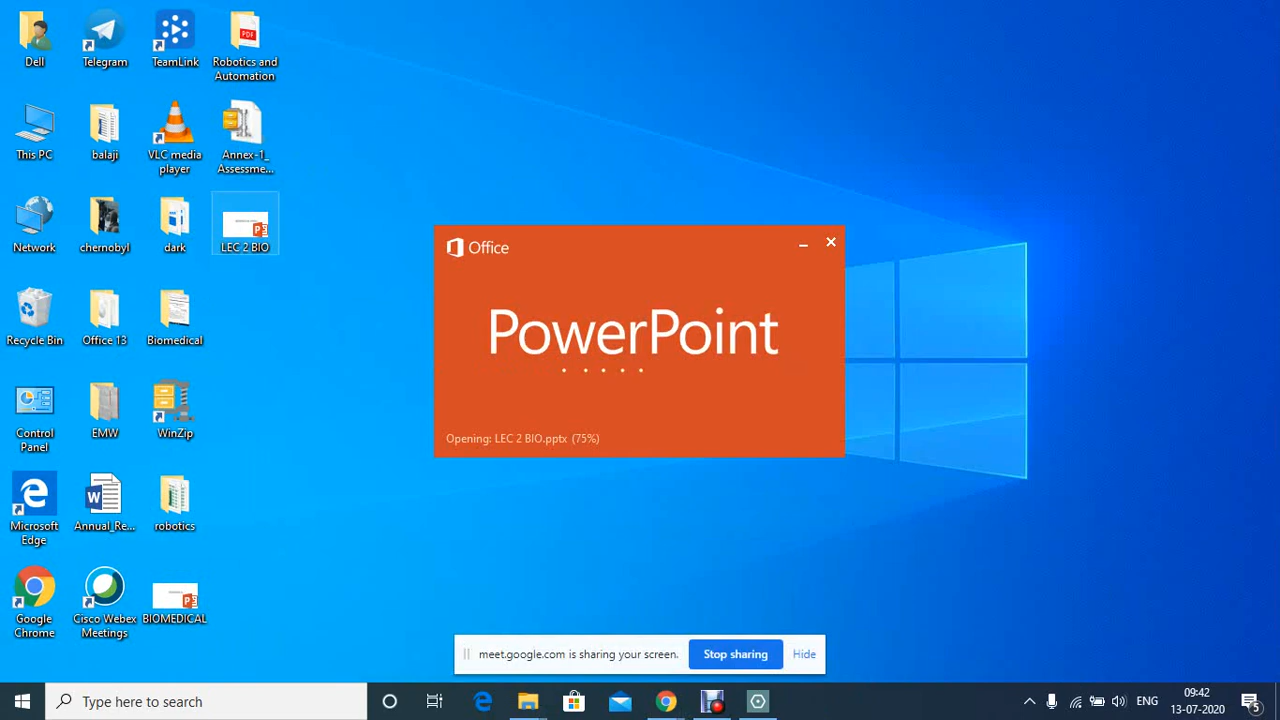 Dell
Telegram
TeamLink
Robotics and
Automation
PDF
This PC
balaji
VLC media
player
Annex-1_
Assessme...
Network
chernobyl
dark
LEC 2 BIO
Recycle Bin
Office 13
Biomedical
Control
Panel
EMW
WinZip
Microsoft
Edge
Annual_Re...
robotics
Google
Chrome
Cisco Webex
Meetings
BIOMEDICAL
Office
PowerPoint
Opening: LEC 2 BIO.pptx (75%)
meet.google.com is sharing your screen.
Stop sharing
Hide
Type here to search
ENG
09:42
13-07-2020
5